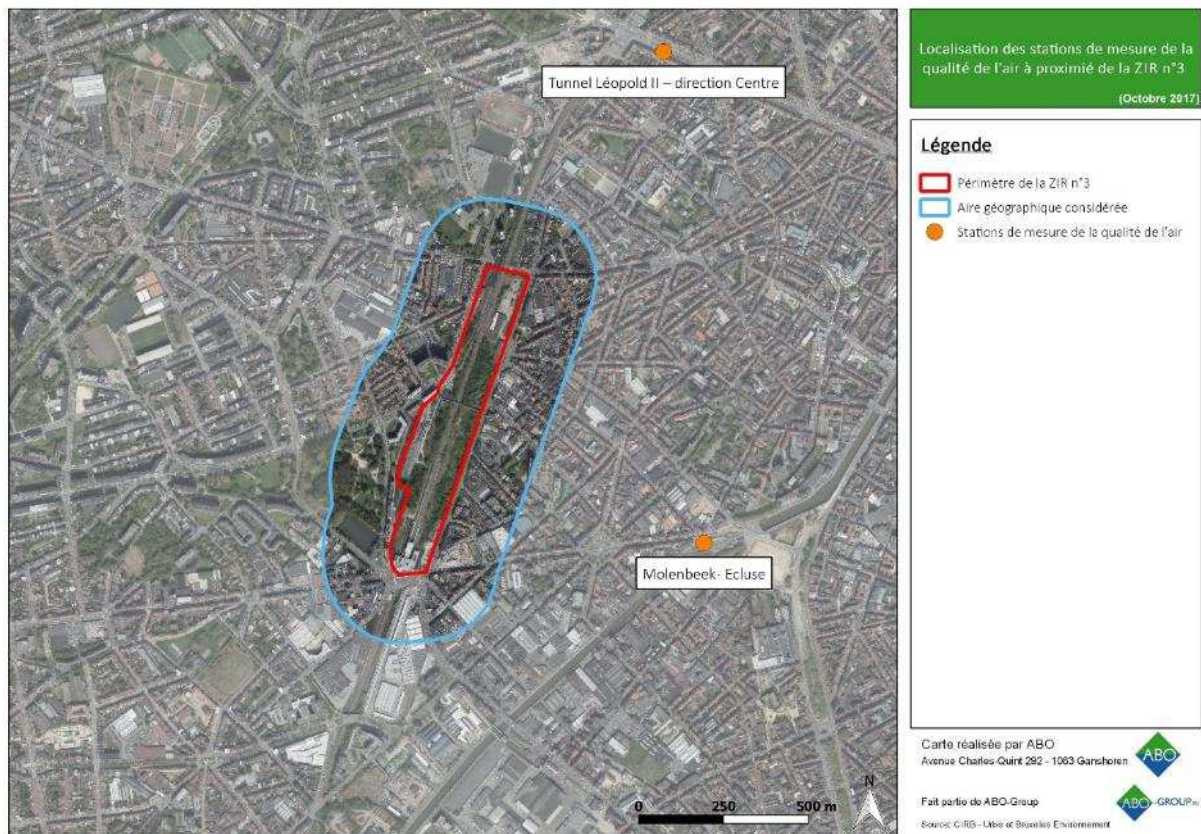 Tunnel Léopold II – direction Centre
Molenbeek- Ecluse
N
0 250 500 m
Localisation des stations de mesure de la
qualité de l'air à proximié de la ZIR n°3
(Octobre 2017)
Légende
Périmètre de la ZIR n°3
Aire géographique considérée
Stations de mesure de la qualité de l'air
Carte réalisée par ABO
Avenue Charles-Quint 292 - 1083 Ganshoren
ABO
Fait partie de ABO-Group
ABO-GROUP.EU
Source: CIRB - Urbis et Bruxelles Environnement